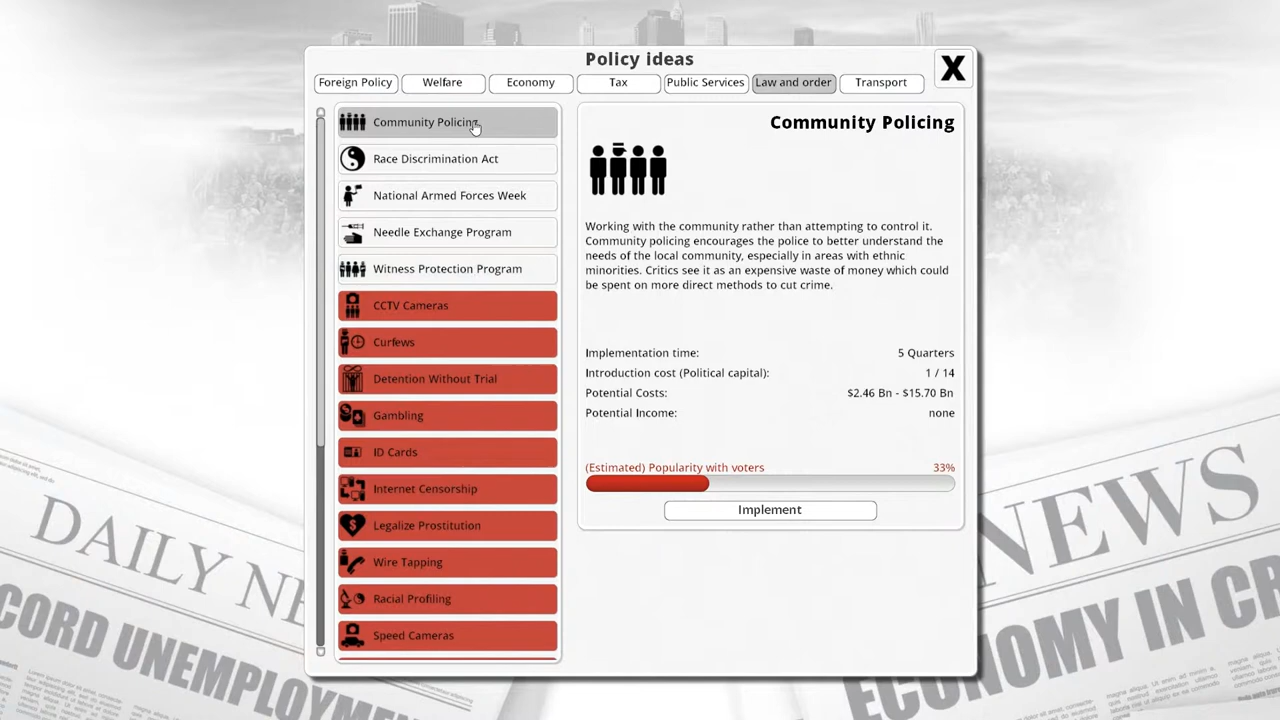 Policy ideas
X
Foreign Policy
Welfare
Economy
Tax
Public Services
Law and order
Transport
Community Policing
Race Discrimination Act
National Armed Forces Week
Needle Exchange Program
Witness Protection Program
CCTV Cameras
Curfews
Detention Without Trial
Gambling
ID Cards
Internet Censorship
Legalize Prostitution
Wire Tapping
Racial Profiling
Speed Cameras
Community Policing
Working with the community rather than attempting to control it.
Community policing encourages the police to better understand the
needs of the local community, especially in areas with ethnic
minorities. Critics see it as an expensive waste of money which could
be spent on more direct methods to cut crime.
Implementation time: 5 Quarters
Introduction cost (Political capital): 1 / 14
Potential Costs: $2.46 Bn - $15.70 Bn
Potential Income: none
(Estimated) Popularity with voters 33%
Implement
DAILY NE
CORD UNEMPLOYM
NEWS
ECONOMY IN CR